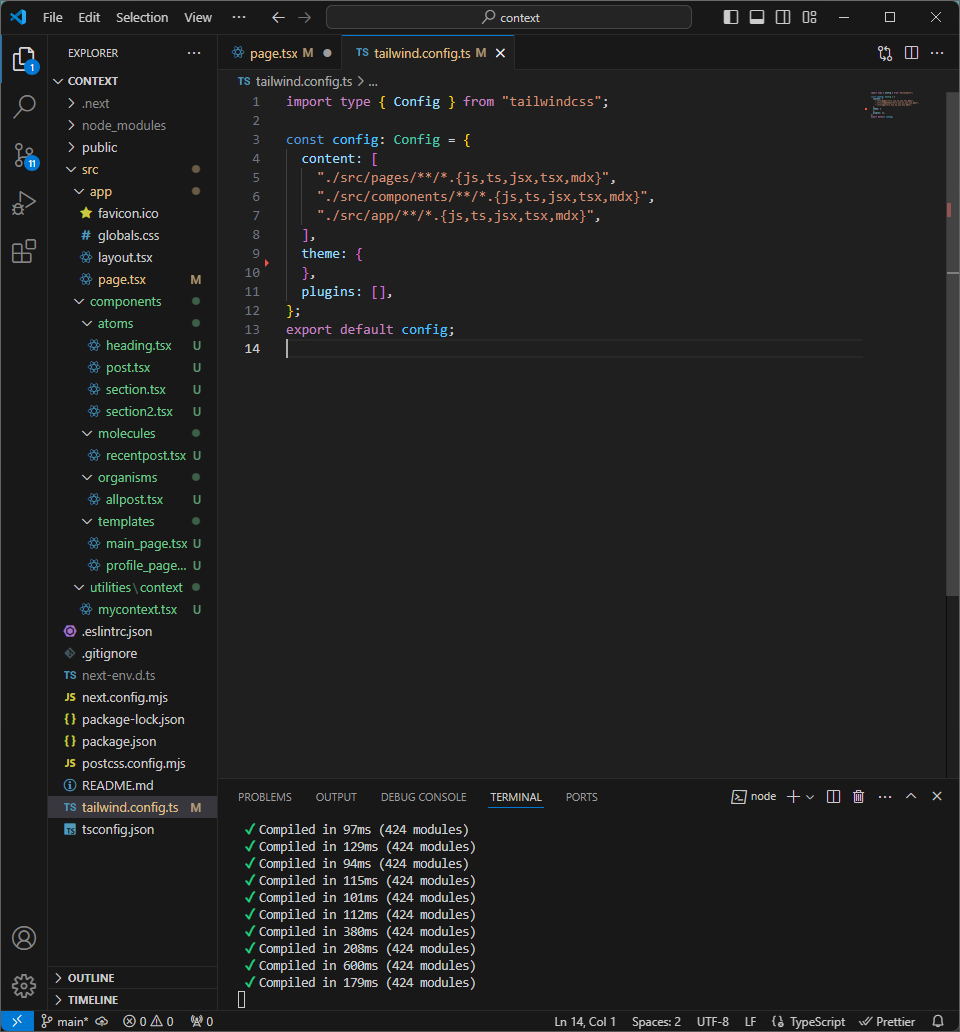 File Edit Selection View ··· context
EXPLORER ···
CONTEXT
.next
node_modules
public
src
app
favicon.ico
# globals.css
layout.tsx
page.tsx M
components
atoms
heading.tsx U
post.tsx U
section.tsx U
section2.tsx U
molecules
recentpost.tsx U
organisms
allpost.tsx U
templates
main_page.tsx U
profile_page... U
utilities\context
mycontext.tsx U
.eslintrc.json
.gitignore
TS next-env.d.ts
JS next.config.mjs
{} package-lock.json
{} package.json
JS postcss.config.mjs
README.md
TS tailwind.config.ts M
TS tsconfig.json
OUTLINE
TIMELINE
1
11
page.tsx M
TS tailwind.config.ts M
TS tailwind.config.ts > ...
1 import type { Config } from "tailwindcss";
2
3 const config: Config = {
4 content: [
5 "./src/pages/**/*.{js,ts,jsx,tsx,mdx}",
6 "./src/components/**/*.{js,ts,jsx,tsx,mdx}",
7 "./src/app/**/*.{js,ts,jsx,tsx,mdx}",
8 ],
9 theme: {
10 },
11 plugins: [],
12 };
13 export default config;
14
PROBLEMS OUTPUT DEBUG CONSOLE TERMINAL PORTS node
✓ Compiled in 97ms (424 modules)
✓ Compiled in 129ms (424 modules)
✓ Compiled in 94ms (424 modules)
✓ Compiled in 115ms (424 modules)
✓ Compiled in 101ms (424 modules)
✓ Compiled in 112ms (424 modules)
✓ Compiled in 380ms (424 modules)
✓ Compiled in 208ms (424 modules)
✓ Compiled in 600ms (424 modules)
✓ Compiled in 179ms (424 modules)
main* 0 0 0 Ln 14, Col 1 Spaces: 2 UTF-8 LF {} TypeScript Prettier